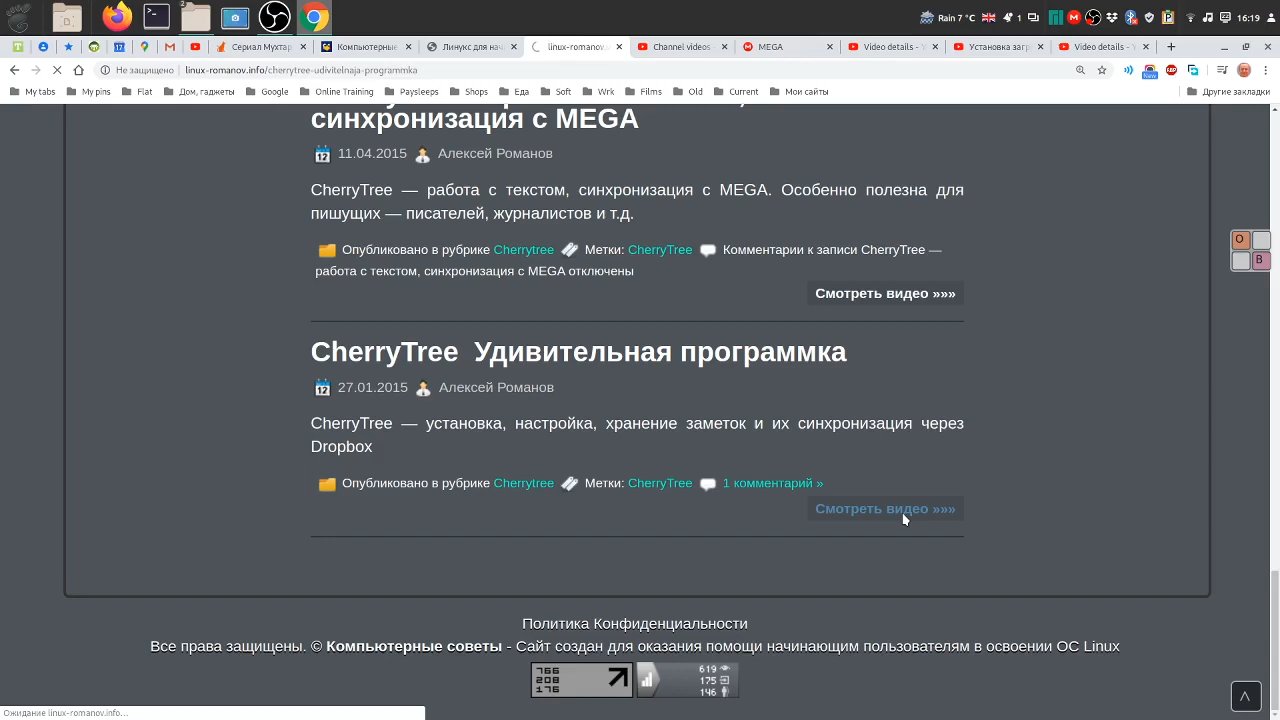 Rain 7 °C
1
16:19
Сериал Мухтар
Компьютерные
Линукс для нач
linux-romanov.
Channel videos
MEGA
Video details - 
Установка загр
Video details - 
Не защищено
linux-romanov.info/cherrytree-udivitelnaja-programmka
New
My tabs
My pins
Flat
Дом, гаджеты
Google
Online Training
Paysleeps
Shops
Еда
Soft
Wrk
Films
Old
Current
Мои сайты
Другие закладки
синхронизация с MEGA
11.04.2015 Алексей Романов
CherryTree — работа с текстом, синхронизация с MEGA. Особенно полезна для
пишущих — писателей, журналистов и т.д.
Опубликовано в рубрике Cherrytree Метки: CherryTree Комментарии к записи CherryTree —
работа с текстом, синхронизация с MEGA отключены
Смотреть видео »»»
CherryTree Удивительная программка
27.01.2015 Алексей Романов
CherryTree — установка, настройка, хранение заметок и их синхронизация через
Dropbox
Опубликовано в рубрике Cherrytree Метки: CherryTree 1 комментарий »
Смотреть видео »»»
O
B
Политика Конфиденциальности
Все права защищены. © Компьютерные советы - Сайт создан для оказания помощи начинающим пользователям в освоении ОС Linux
766
208
176
619
175
146
Ожидание linux-romanov.info...